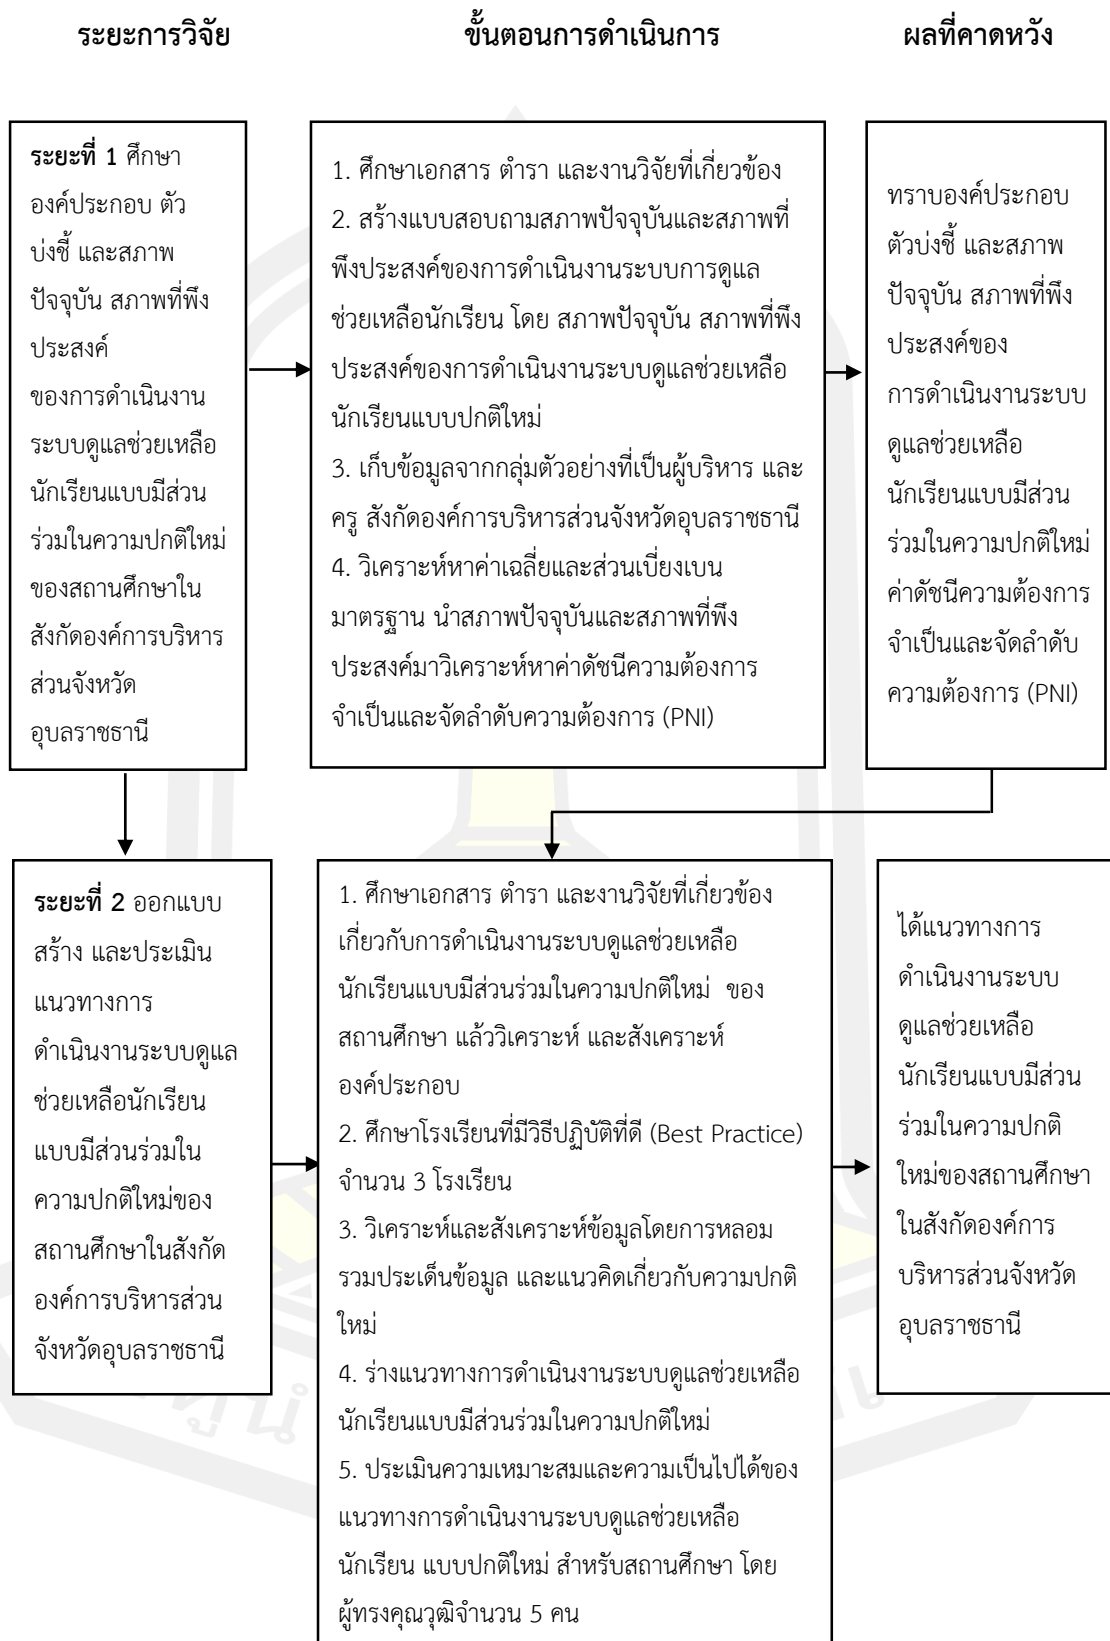 ระยะการวิจัย
ขั้นตอนการดำเนินการ
ผลที่คาดหวัง
ระยะที่ 1 ศึกษา
องค์ประกอบ ตัว
บ่งชี้ และสภาพ
ปัจจุบัน สภาพที่พึง
ประสงค์
ของการดำเนินงาน
ระบบดูแลช่วยเหลือ
นักเรียนแบบมีส่วน
ร่วมในความปกติใหม่
ของสถานศึกษาใน
สังกัดองค์การบริหาร
ส่วนจังหวัด
อุบลราชธานี
1. ศึกษาเอกสาร ตำรา และงานวิจัยที่เกี่ยวข้อง
2. สร้างแบบสอบถามสภาพปัจจุบันและสภาพที่
พึงประสงค์ของการดำเนินงานระบบการดูแล
ช่วยเหลือนักเรียน โดย สภาพปัจจุบัน สภาพที่พึง
ประสงค์ของการดำเนินงานระบบดูแลช่วยเหลือ
นักเรียนแบบปกติใหม่
3. เก็บข้อมูลจากกลุ่มตัวอย่างที่เป็นผู้บริหาร และ
ครู สังกัดองค์การบริหารส่วนจังหวัดอุบลราชธานี
4. วิเคราะห์หาค่าเฉลี่ยและส่วนเบี่ยงเบน
มาตรฐาน นำสภาพปัจจุบันและสภาพที่พึง
ประสงค์มาวิเคราะห์หาค่าดัชนีความต้องการ
จำเป็นและจัดลำดับความต้องการ (PNI)
ทราบองค์ประกอบ
ตัวบ่งชี้ และสภาพ
ปัจจุบัน สภาพที่พึง
ประสงค์ของ
การดำเนินงานระบบ
ดูแลช่วยเหลือ
นักเรียนแบบมีส่วน
ร่วมในความปกติใหม่
ค่าดัชนีความต้องการ
จำเป็นและจัดลำดับ
ความต้องการ (PNI)
ระยะที่ 2 ออกแบบ
สร้าง และประเมิน
แนวทางการ
ดำเนินงานระบบดูแล
ช่วยเหลือนักเรียน
แบบมีส่วนร่วมใน
ความปกติใหม่ของ
สถานศึกษาในสังกัด
องค์การบริหารส่วน
จังหวัดอุบลราชธานี
1. ศึกษาเอกสาร ตำรา และงานวิจัยที่เกี่ยวข้อง
เกี่ยวกับการดำเนินงานระบบดูแลช่วยเหลือ
นักเรียนแบบมีส่วนร่วมในความปกติใหม่ ของ
สถานศึกษา แล้ววิเคราะห์ และสังเคราะห์
องค์ประกอบ
2. ศึกษาโรงเรียนที่มีวิธีปฏิบัติที่ดี (Best Practice)
จำนวน 3 โรงเรียน
3. วิเคราะห์และสังเคราะห์ข้อมูลโดยการหลอม
รวมประเด็นข้อมูล และแนวคิดเกี่ยวกับความปกติ
ใหม่
4. ร่างแนวทางการดำเนินงานระบบดูแลช่วยเหลือ
นักเรียนแบบมีส่วนร่วมในความปกติใหม่
5. ประเมินความเหมาะสมและความเป็นไปได้ของ
แนวทางการดำเนินงานระบบดูแลช่วยเหลือ
นักเรียน แบบปกติใหม่ สำหรับสถานศึกษา โดย
ผู้ทรงคุณวุฒิจำนวน 5 คน
ได้แนวทางการ
ดำเนินงานระบบ
ดูแลช่วยเหลือ
นักเรียนแบบมีส่วน
ร่วมในความปกติ
ใหม่ของสถานศึกษา
ในสังกัดองค์การ
บริหารส่วนจังหวัด
อุบลราชธานี